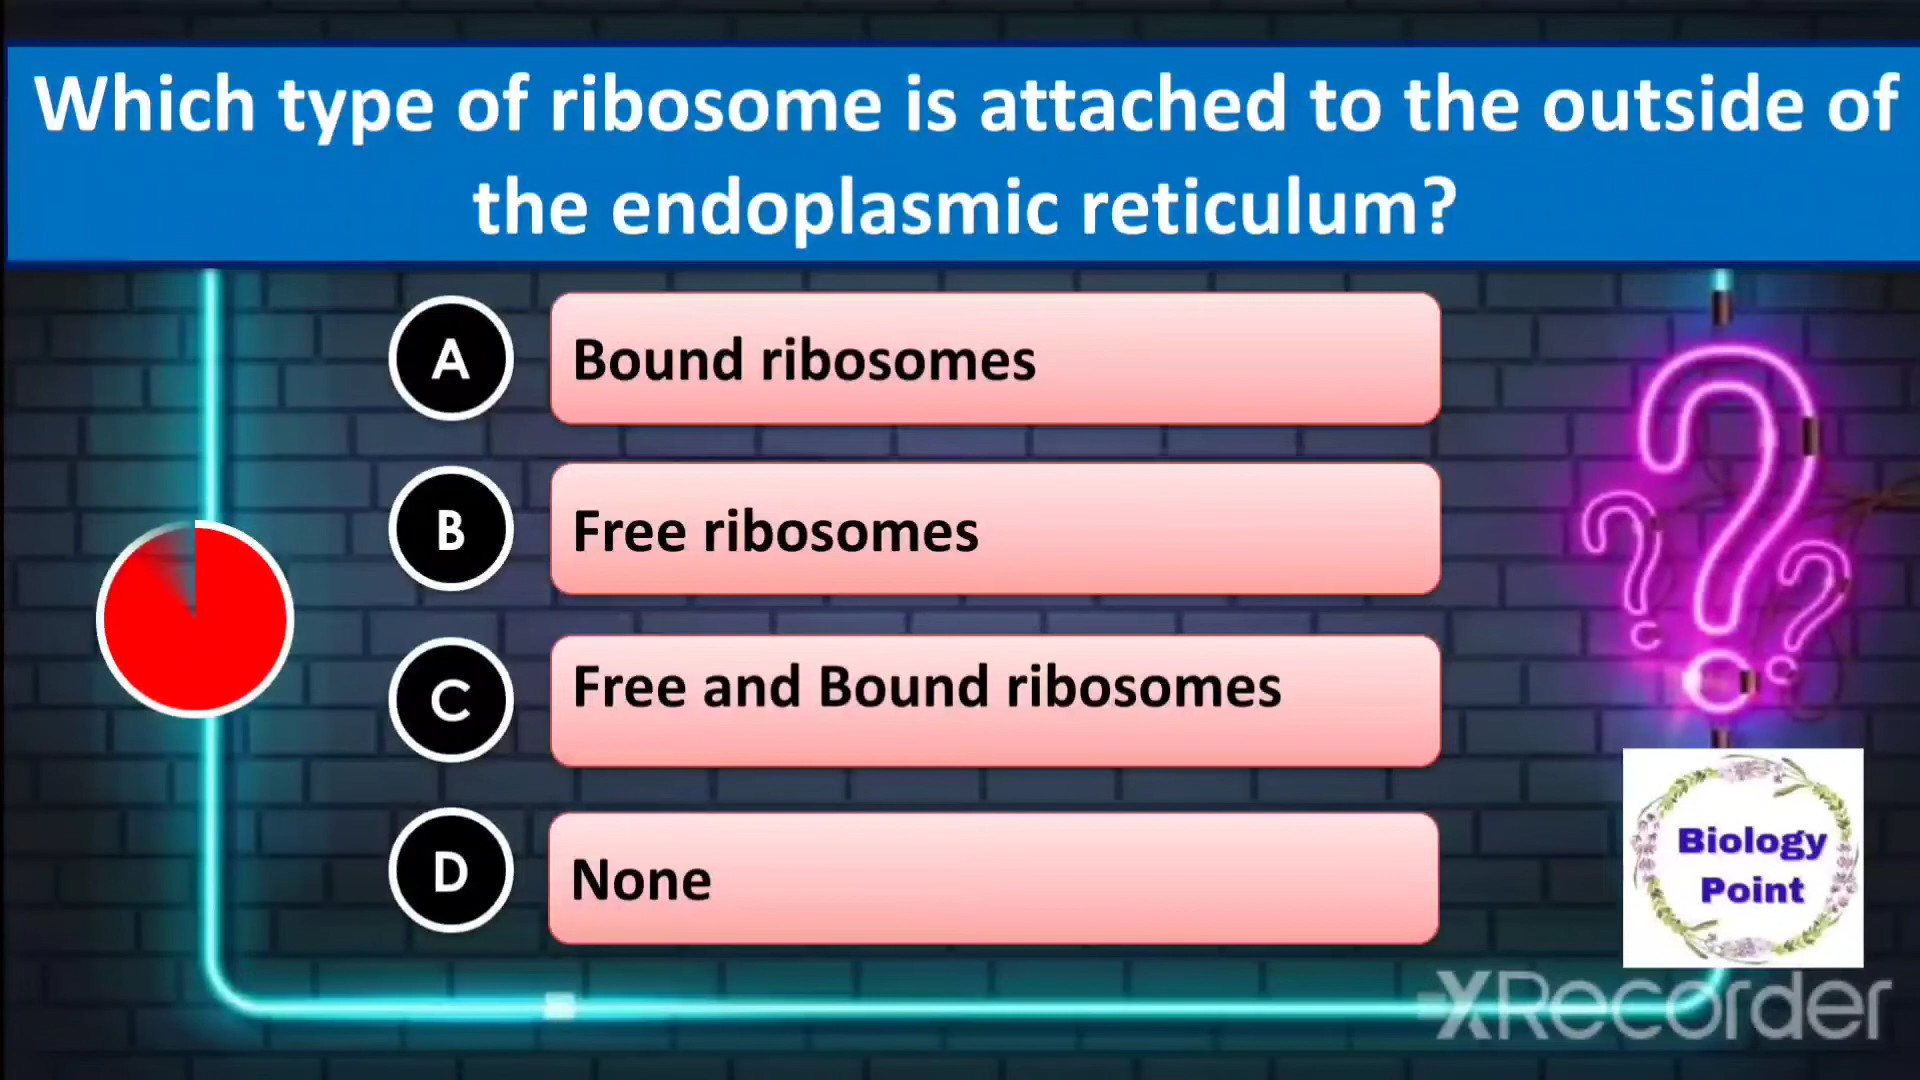 Which type of ribosome is attached to the outside of
the endoplasmic reticulum?
A
Bound ribosomes
B
Free ribosomes
C
Free and Bound ribosomes
D
None
Biology
Point
XRecorder